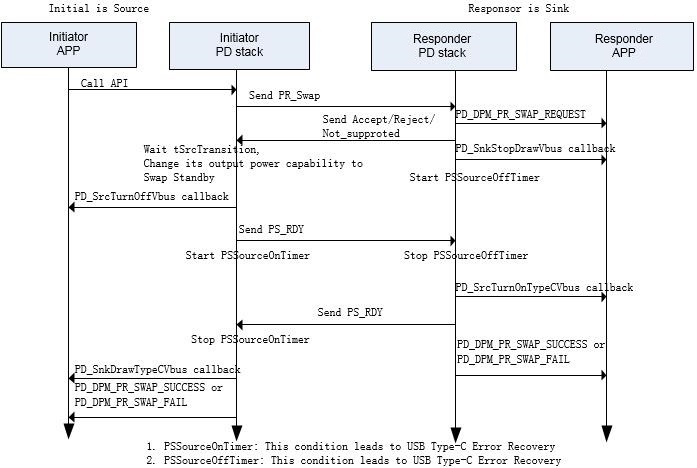 Initial is Source
Responsor is Sink
Initiator
APP
Initiator
PD stack
Responder
PD stack
Responder
APP
Call API
Send PR_Swap
PD_DPM_PR_SWAP_REQUEST
Send Accept/Reject/
Not_supproted
PD_SnkStopDrawVbus callback
Wait tSrcTransition,
Change its output power capability to
Swap Standby
Start PSSourceOffTimer
PD_SrcTurnOffVbus callback
Send PS_RDY
Start PSSourceOnTimer
Stop PSSourceOffTimer
PD_SrcTurnOnTypeCVbus callback
Send PS_RDY
Stop PSSourceOnTimer
PD_DPM_PR_SWAP_SUCCESS or
PD_DPM_PR_SWAP_FAIL
PD_SnkDrawTypeCVbus callback
PD_DPM_PR_SWAP_SUCCESS or
PD_DPM_PR_SWAP_FAIL
1. PSSourceOnTimer: This condition leads to USB Type-C Error Recovery
2. PSSourceOffTimer: This condition leads to USB Type-C Error Recovery